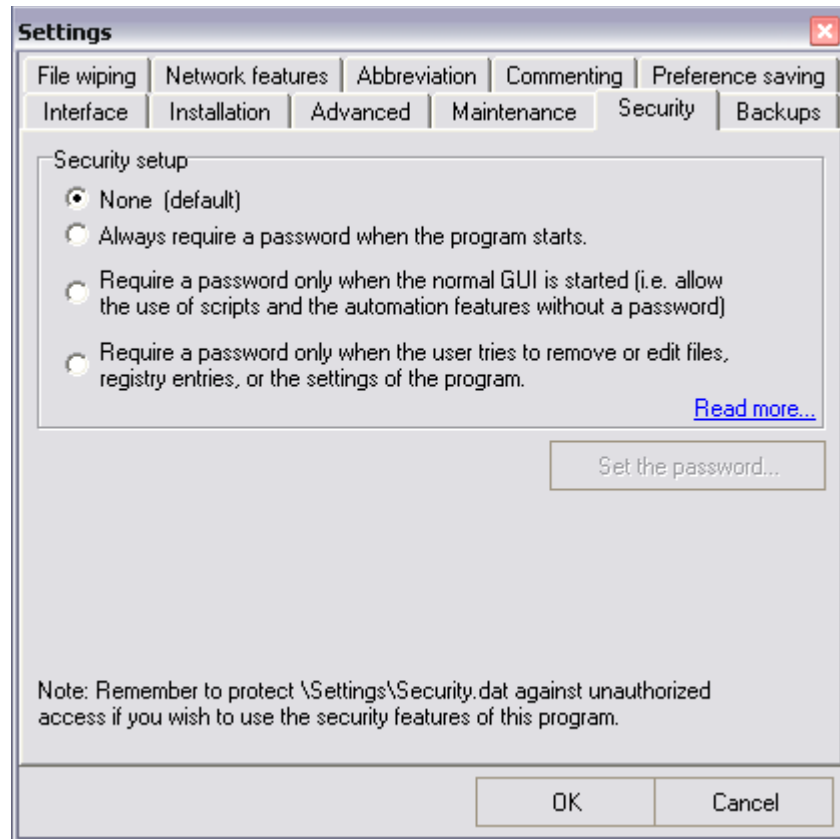 Settings
File wiping Network features Abbreviation Commenting Preference saving
Interface Installation Advanced Maintenance Security Backups
Security setup
None (default)
Always require a password when the program starts.
Require a password only when the normal GUI is started (i.e. allow
the use of scripts and the automation features without a password)
Require a password only when the user tries to remove or edit files,
registry entries, or the settings of the program.
Read more...
Set the password...
Note: Remember to protect \Settings\Security.dat against unauthorized
access if you wish to use the security features of this program.
OK Cancel